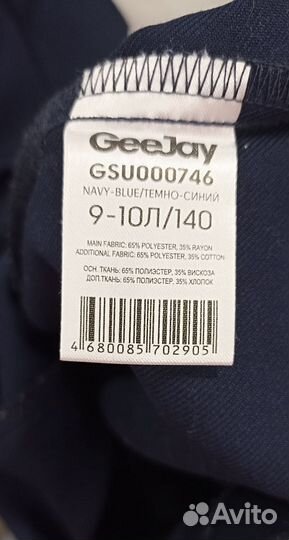 GeeJay
GSU000746
NAVY-BLUE/ТЕМНО-СИНИЙ
9-10Л/140
MAIN FABRIC: 65% POLYESTER, 35% RAYON
ADDITIONAL FABRIC: 65% POLYESTER, 35% COTTON
ОСН. ТКАНЬ: 65% ПОЛИЭСТЕР, 35% ВИСКОЗА
ДОП.ТКАНЬ: 65% ПОЛИЭСТЕР, 35% ХЛОПОК
4 680085 702905
Avito